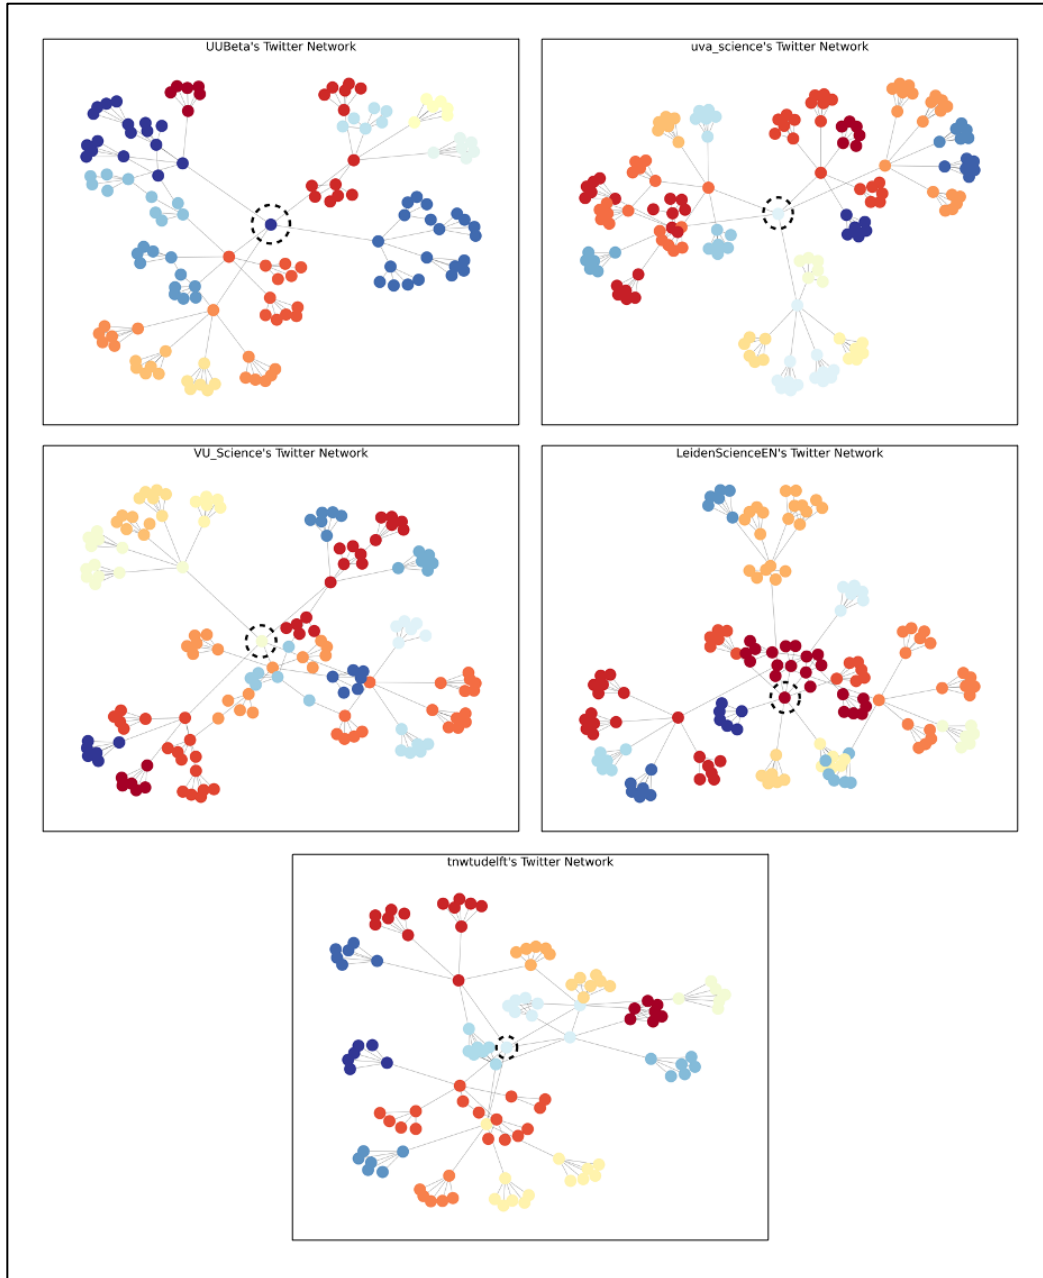 UUBeta's Twitter Network
uva_science's Twitter Network
VU_Science's Twitter Network
LeidenScienceEN's Twitter Network
tnwtudelft's Twitter Network